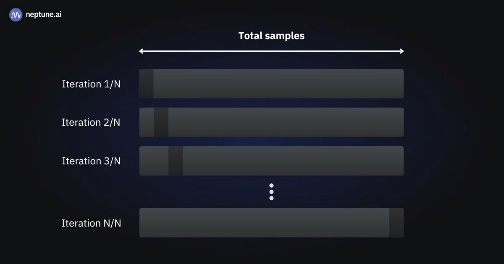 neptune.ai
Total samples
Iteration 1/N
Iteration 2/N
Iteration 3/N
Iteration N/N